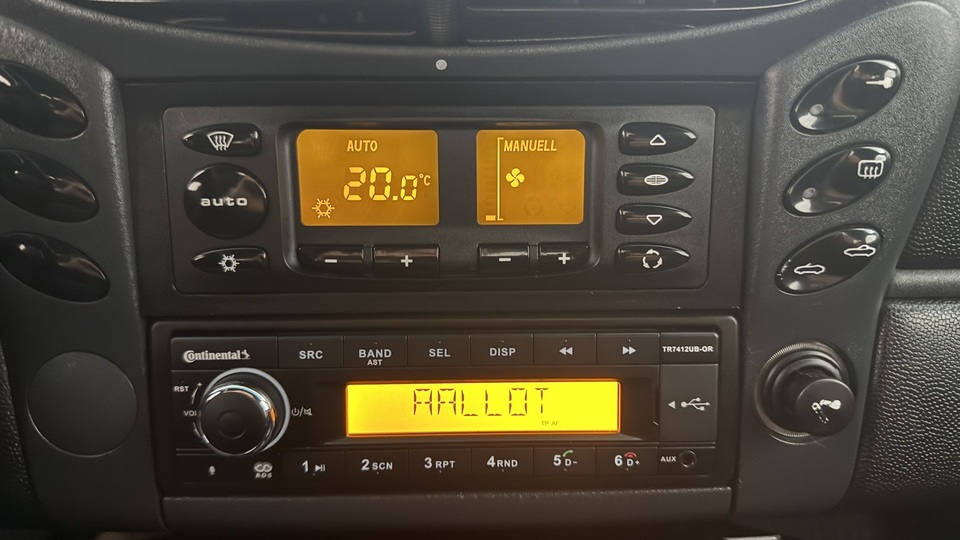 AUTO
20.0°C
MANUELL
auto
− +
− +
Continental
SRC
BAND
AST
SEL
DISP
TR7412UB-OR
RST
VOL
AALLOT
TP AF
RDS
1
2 SCN
3 RPT
4 RND
5 D-
6 D+
AUX